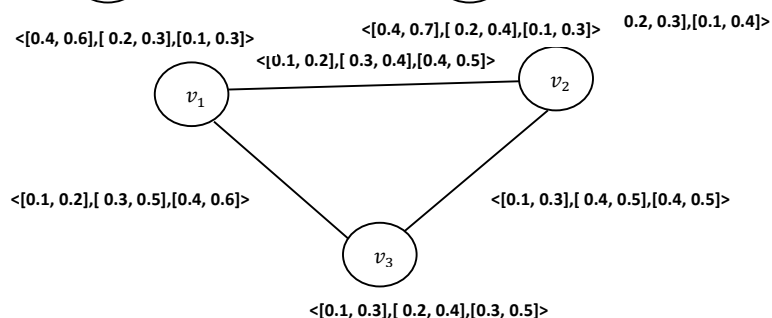 <[0.4, 0.6],[ 0.2, 0.3],[0.1, 0.3]>
<[0.4, 0.7],[ 0.2, 0.4],[0.1, 0.3]>
0.2, 0.3],[0.1, 0.4]>
<[0.1, 0.2],[ 0.3, 0.4],[0.4, 0.5]>
v1
v2
<[0.1, 0.2],[ 0.3, 0.5],[0.4, 0.6]>
<[0.1, 0.3],[ 0.4, 0.5],[0.4, 0.5]>
v3
<[0.1, 0.3],[ 0.2, 0.4],[0.3, 0.5]>